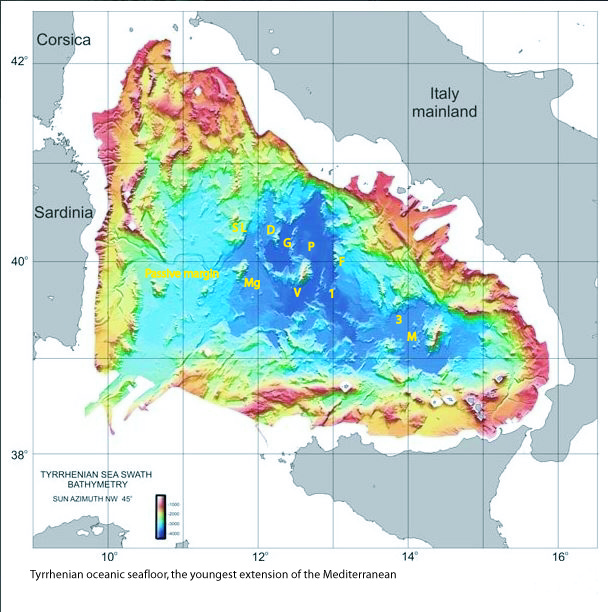 Corsica
42°
Italy
mainland
Sardinia
S L
D
G
P
F
40°
Passive margin
Mg
V
1
3
M
38°
TYRRHENIAN SEA SWATH
BATHYMETRY
SUN AZIMUTH NW 45°
-1000
-2000
-3000
-4000
10°
12°
14°
16°
Tyrrhenian oceanic seafloor, the youngest extension of the Mediterranean